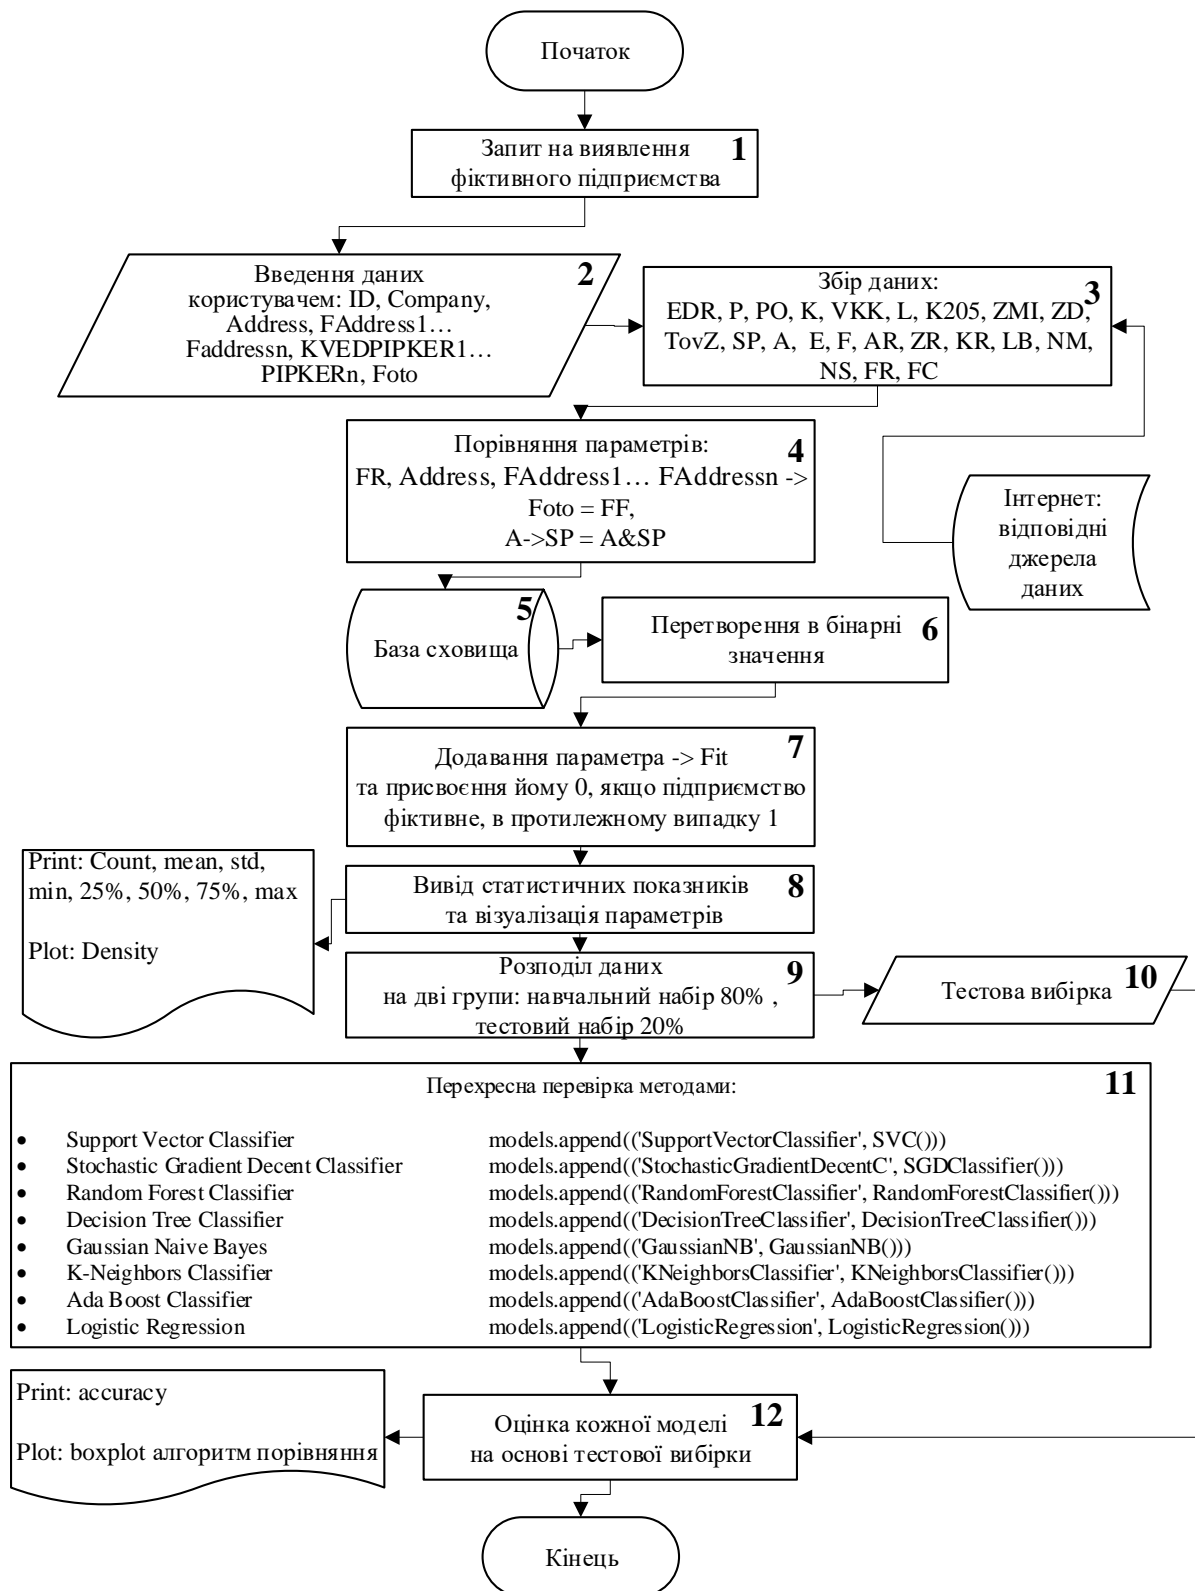 Початок
Запит на виявлення
фіктивного підприємства
1
Введення даних
користувачем: ID, Company,
Address, FAddress1…
Faddressn, KVEDPIPKER1…
PIPKERn, Foto
2
Збір даних:
EDR, P, PO, K, VKK, L, K205, ZMI, ZD,
TovZ, SP, A, E, F, AR, ZR, KR, LB, NM,
NS, FR, FC
3
Порівняння параметрів:
FR, Address, FAddress1… FAddressn ->
Foto = FF,
A->SP = A&SP
4
Інтернет:
відповідні
джерела
даних
База сховища
5
Перетворення в бінарні
значення
6
Додавання параметра -> Fit
та присвоєння йому 0, якщо підприємство
фіктивне, в протилежному випадку 1
7
Print: Count, mean, std,
min, 25%, 50%, 75%, max
Plot: Density
Вивід статистичних показників
та візуалізація параметрів
8
Розподіл даних
на дві групи: навчальний набір 80% ,
тестовий набір 20%
9
Тестова вибірка
10
Перехресна перевірка методами:
11
• Support Vector Classifier models.append(('SupportVectorClassifier', SVC()))
• Stochastic Gradient Decent Classifier models.append(('StochasticGradientDecentC', SGDClassifier()))
• Random Forest Classifier models.append(('RandomForestClassifier', RandomForestClassifier()))
• Decision Tree Classifier models.append(('DecisionTreeClassifier', DecisionTreeClassifier()))
• Gaussian Naive Bayes models.append(('GaussianNB', GaussianNB()))
• K-Neighbors Classifier models.append(('KNeighborsClassifier', KNeighborsClassifier()))
• Ada Boost Classifier models.append(('AdaBoostClassifier', AdaBoostClassifier()))
• Logistic Regression models.append(('LogisticRegression', LogisticRegression()))
Print: accuracy
Plot: boxplot алгоритм порівняння
Оцінка кожної моделі
на основі тестової вибірки
12
Кінець